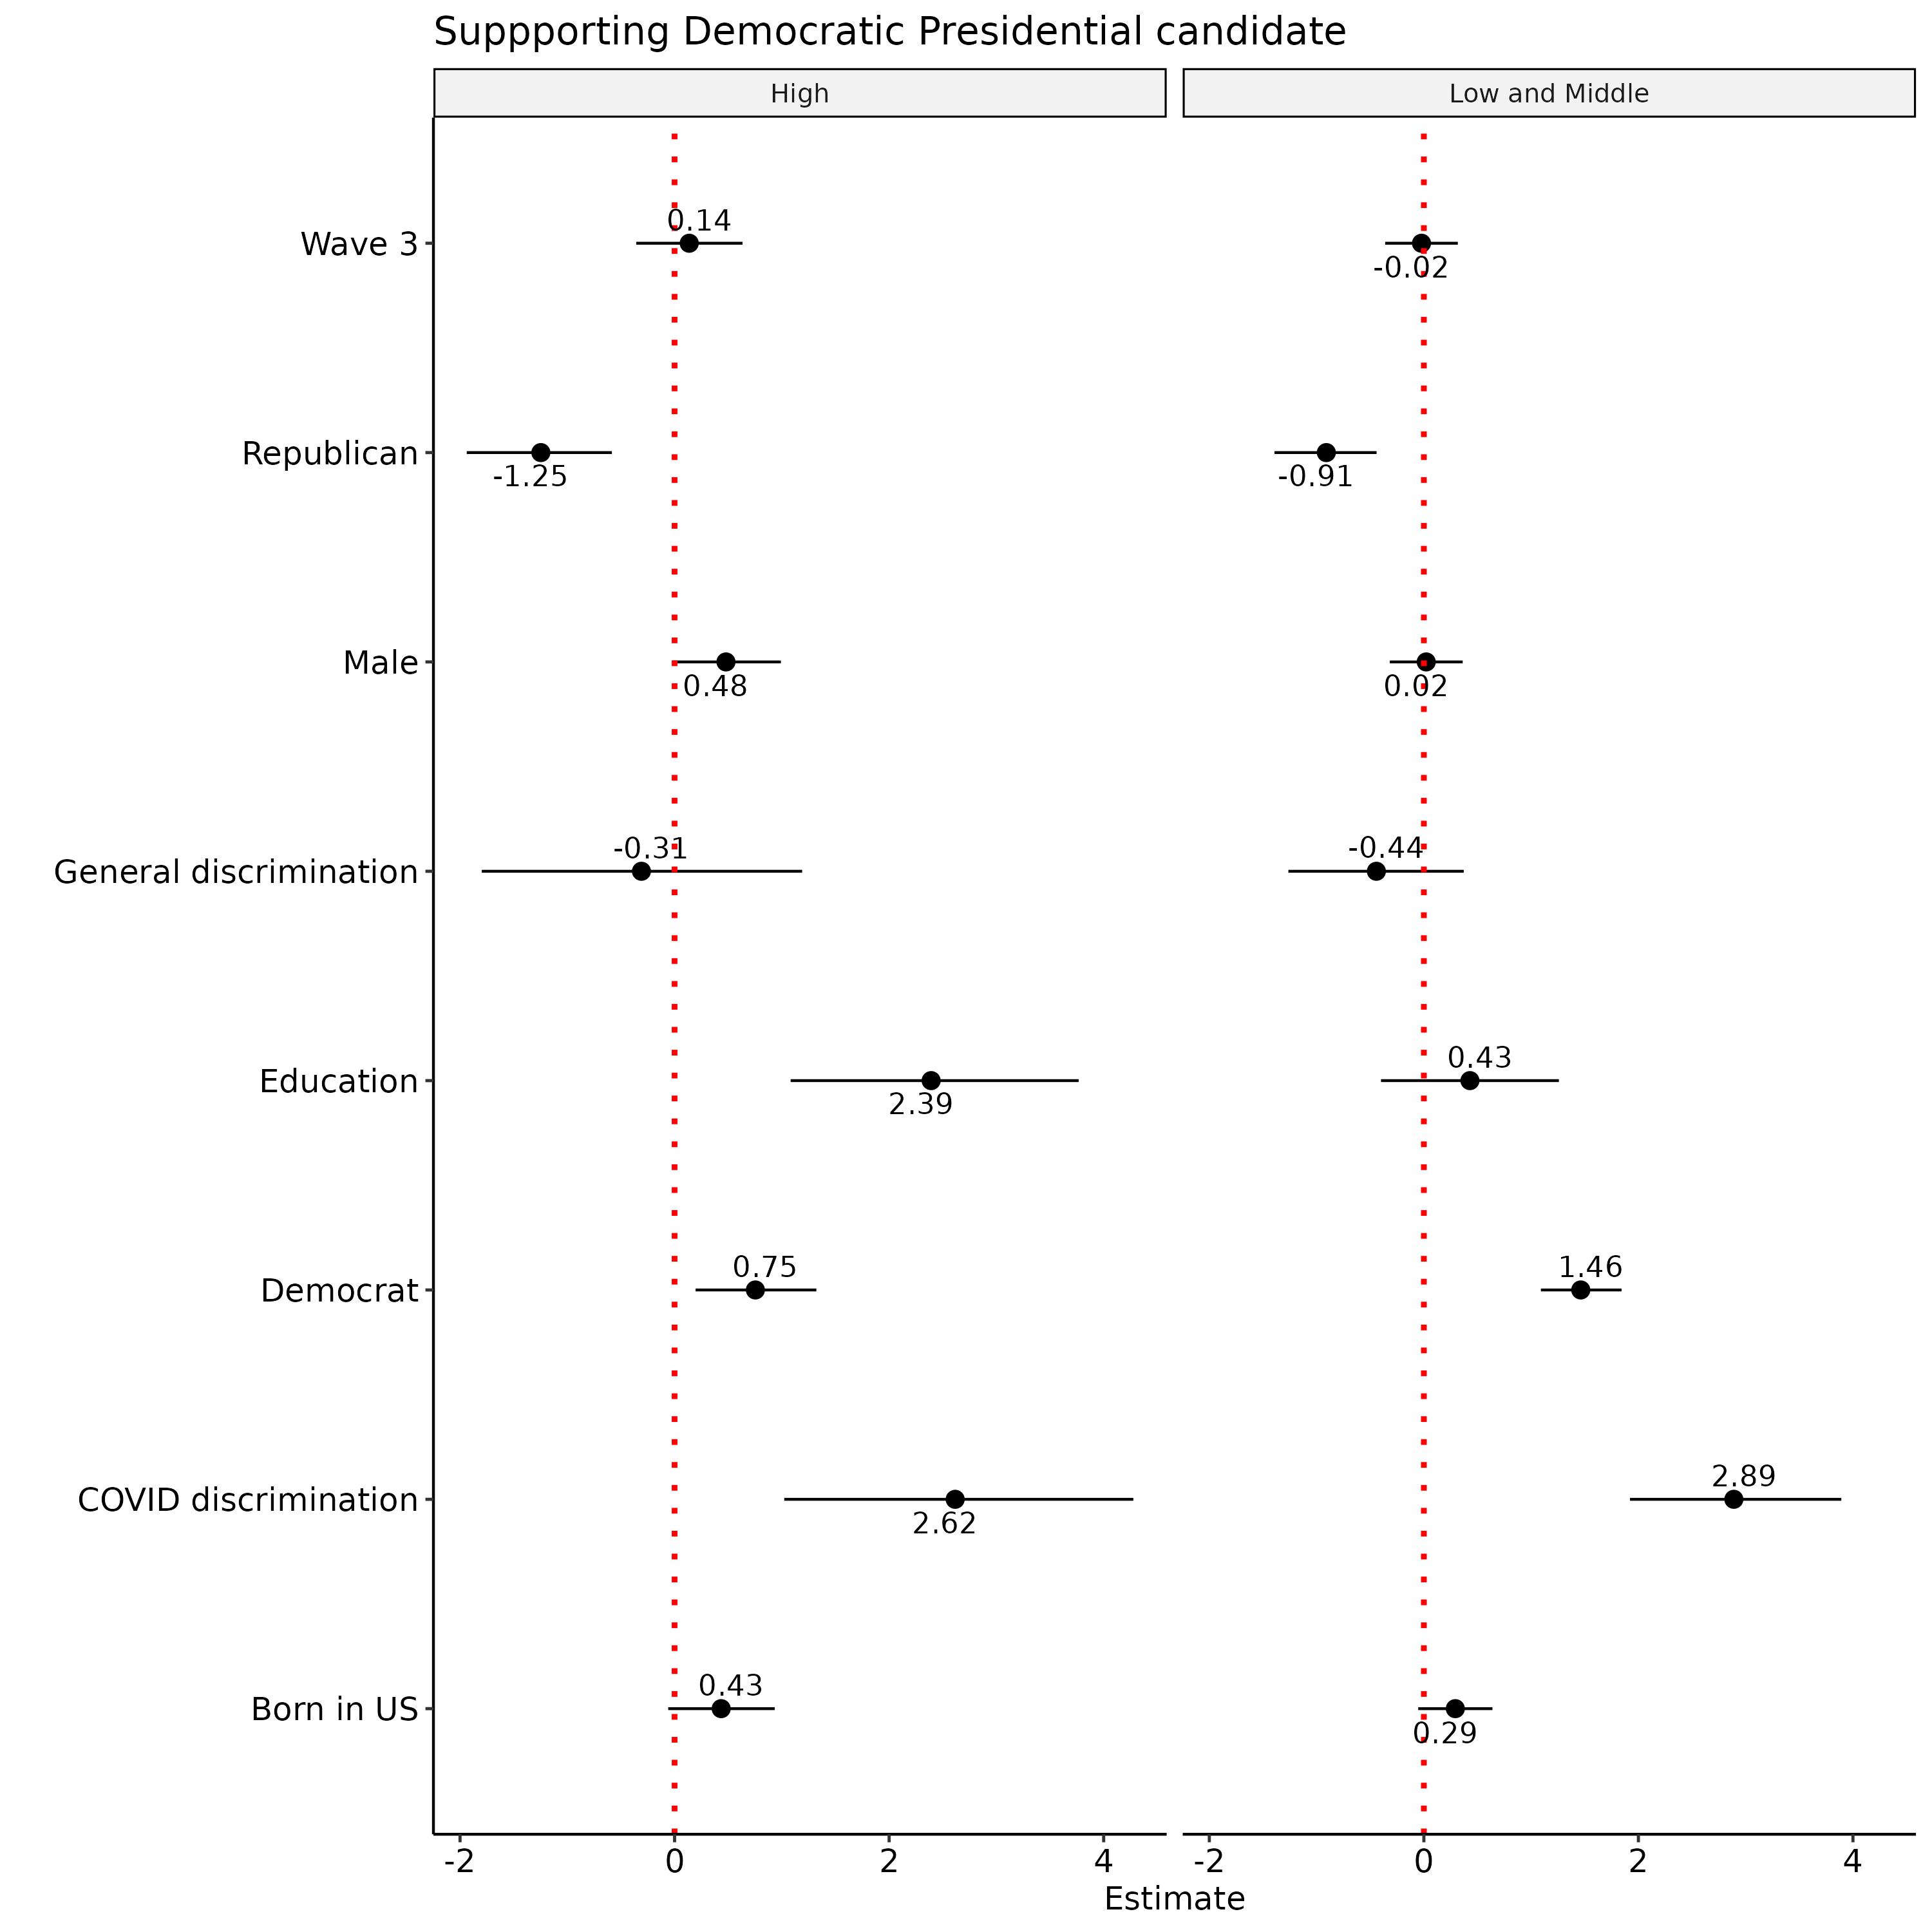 Suppporting Democratic Presidential candidate
High
Low and Middle
Wave 3
0.14
-0.02
Republican
-1.25
-0.91
Male
0.48
0.02
General discrimination
-0.31
-0.44
Education
2.39
0.43
Democrat
0.75
1.46
COVID discrimination
2.62
2.89
Born in US
0.43
0.29
-2 0 2 4
-2 0 2 4
Estimate